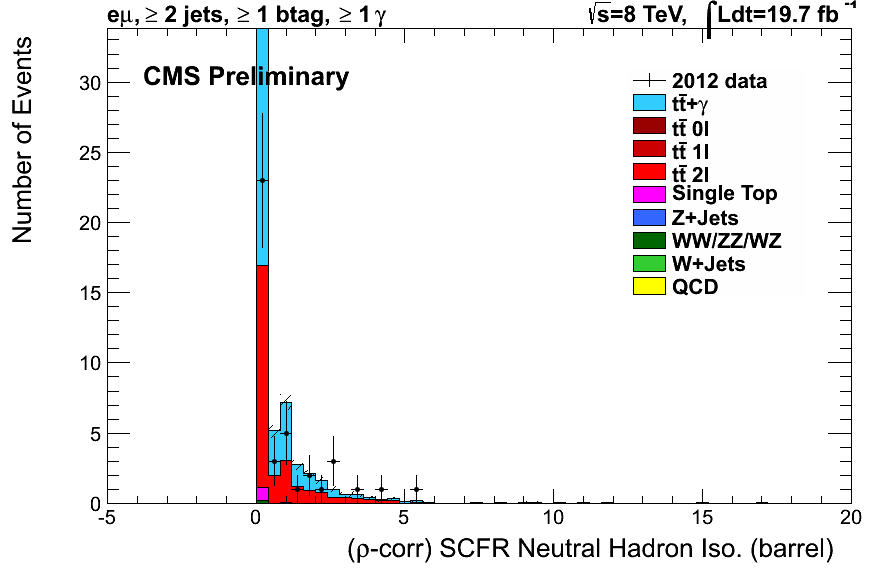 eμ, ≥ 2 jets, ≥ 1 btag, ≥ 1 γ
√s=8 TeV, ∫Ldt=19.7 fb⁻¹
CMS Preliminary
2012 data
tt̄+γ
tt̄ 0l
tt̄ 1l
tt̄ 2l
Single Top
Z+Jets
WW/ZZ/WZ
W+Jets
QCD
Number of Events
30
25
20
15
10
5
0
-5 0 5 10 15 20
(ρ-corr) SCFR Neutral Hadron Iso. (barrel)